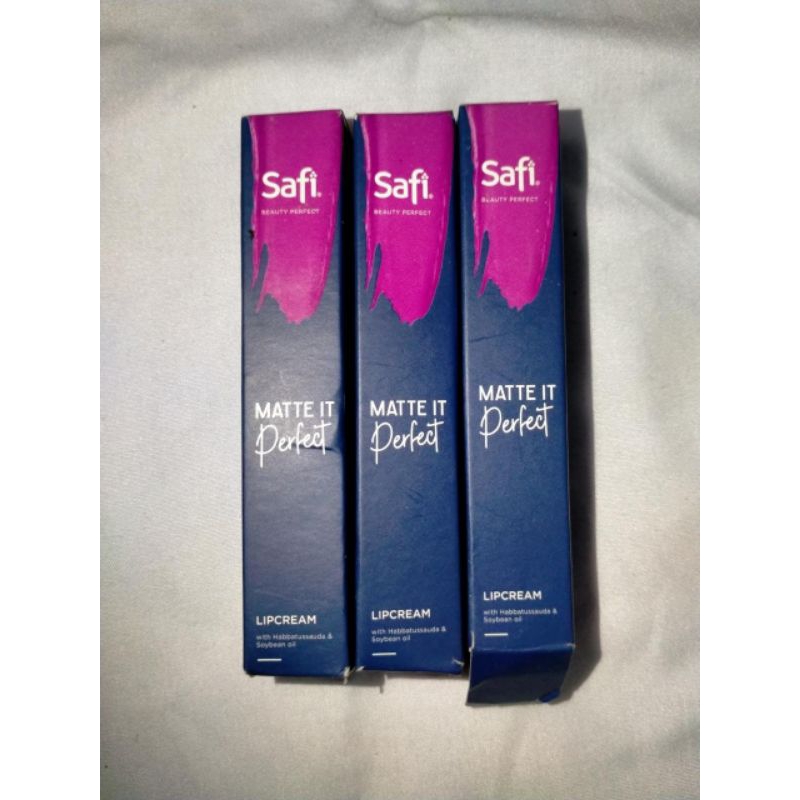 Safi
BEAUTY PERFECT
MATTE IT
Perfect
LIPCREAM
with Habbatussauda &
Soybean oil
Safi
BEAUTY PERFECT
MATTE IT
Perfect
LIPCREAM
with Habbatussauda &
Soybean oil
Safi
BEAUTY PERFECT
MATTE IT
Perfect
LIPCREAM
with Habbatussauda &
Soybean oil